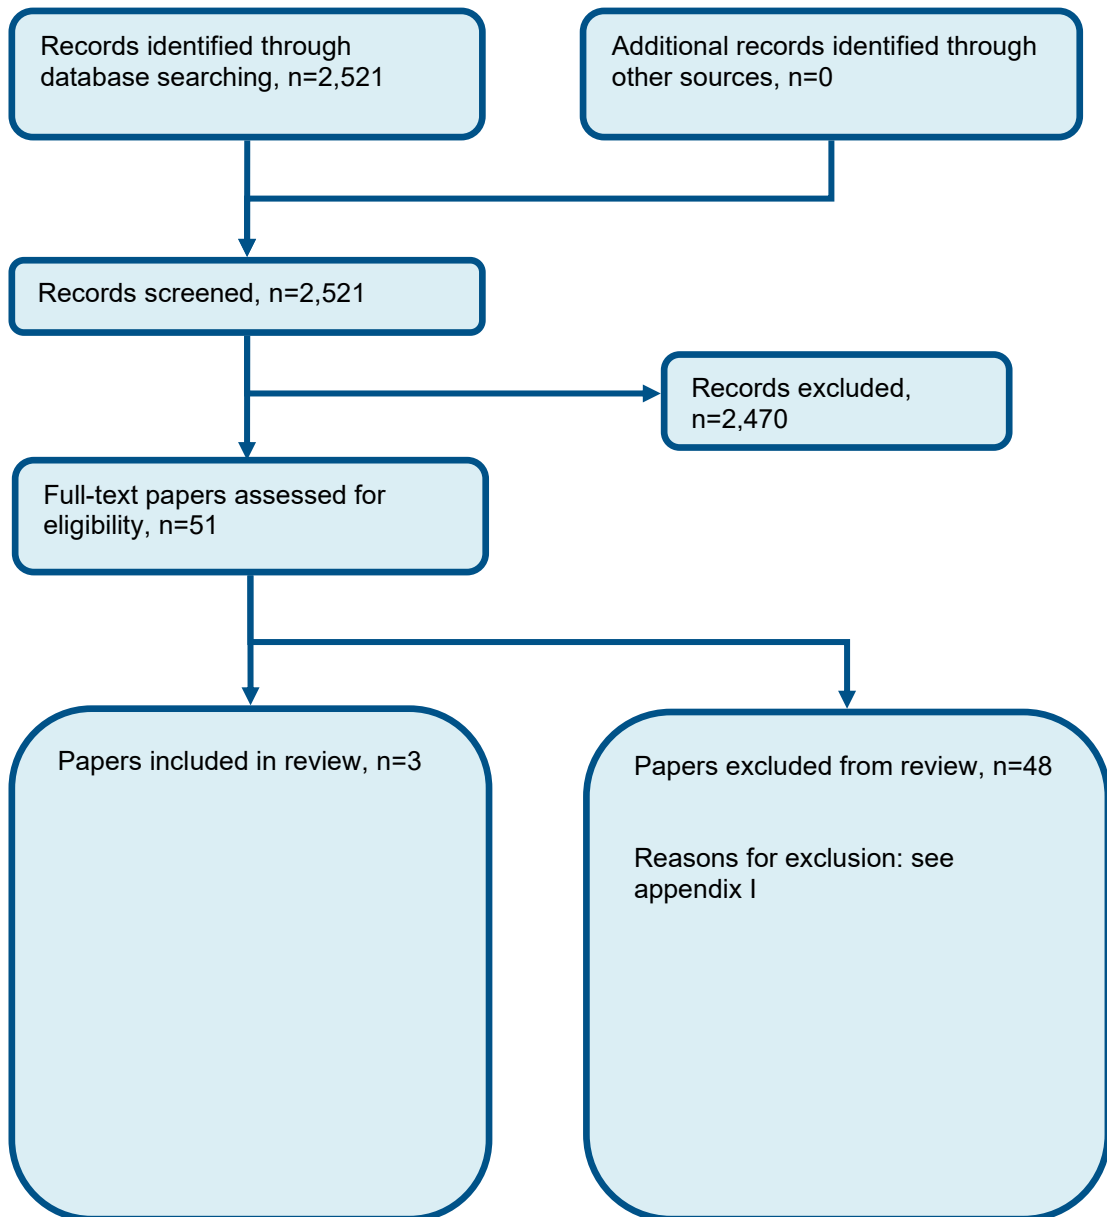 Records identified through
database searching, n=2,521
Additional records identified through
other sources, n=0
Records screened, n=2,521
Records excluded,
n=2,470
Full-text papers assessed for
eligibility, n=51
Papers included in review, n=3
Papers excluded from review, n=48
Reasons for exclusion: see
appendix I